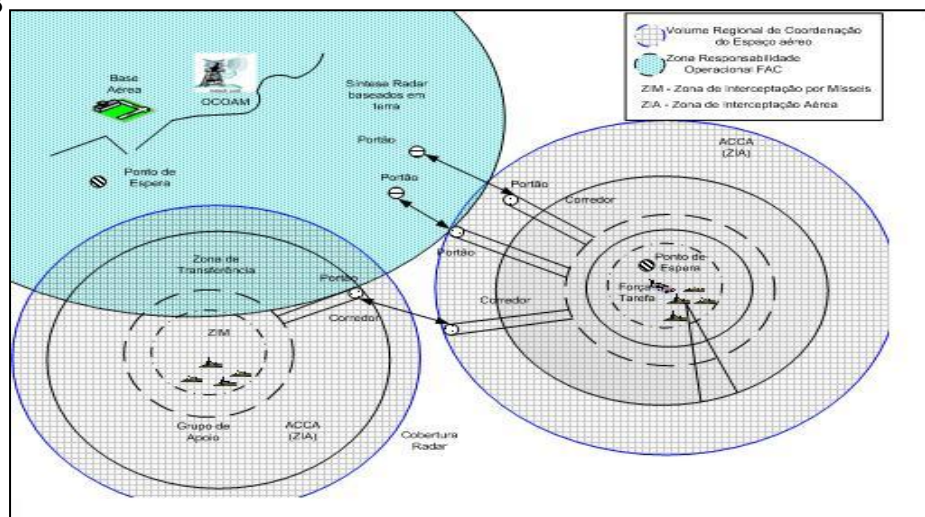 Volume Regional de Coordenação
do Espaço aéreo
Zona Responsabilidade
Operacional FAC
ZIM - Zona de Interceptação por Mísseis
ZIA - Zona de Interceptação Aérea
Base
Aérea
OCOAM
Síntese Radar
baseados em
terra
Portão
Ponto de
Espera
Portão
Portão
Corredor
ACCA
(ZIA)
Portão
Zona de
Transferência
Portão
Corredor
Corredor
Ponto de
Espera
Força
Tarefa
ZIM
Grupo de
Apoio
ACCA
(ZIA)
Cobertura
Radar